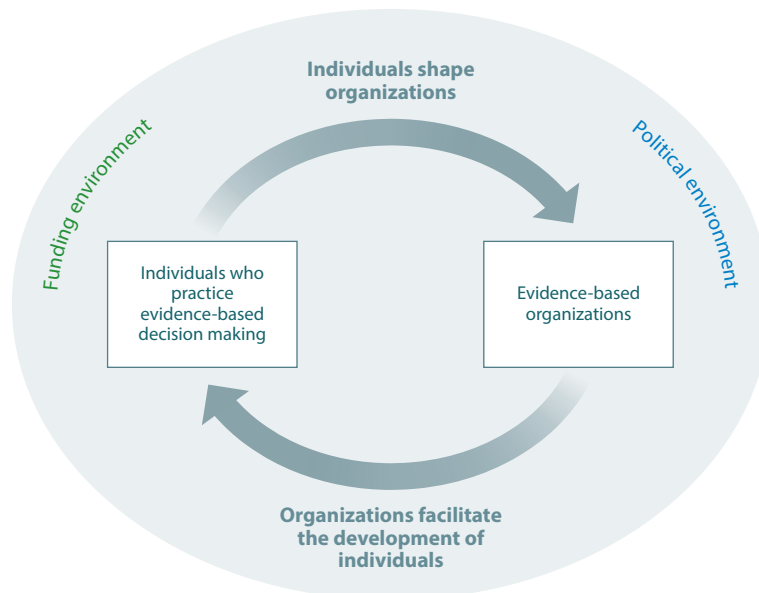 Individuals shape
organizations
Funding environment
Political environment
Individuals who
practice
evidence-based
decision making
Evidence-based
organizations
Organizations facilitate
the development of
individuals